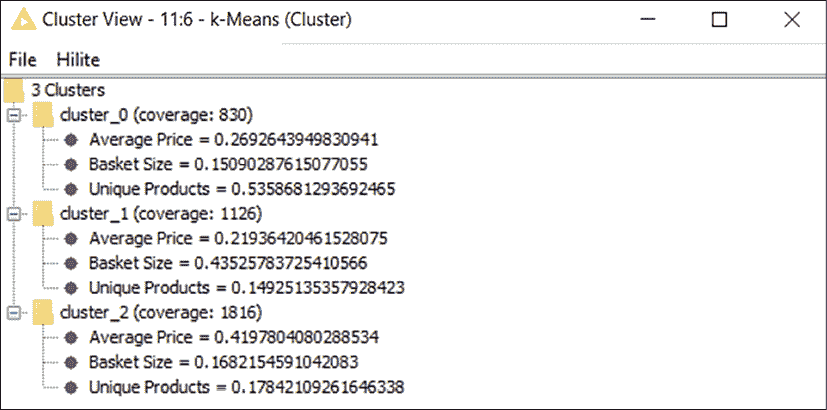 Cluster View - 11:6 - k-Means (Cluster)
File Hilite
3 Clusters
cluster_0 (coverage: 830)
Average Price = 0.2692643949830941
Basket Size = 0.15090287615077055
Unique Products = 0.5358681293692465
cluster_1 (coverage: 1126)
Average Price = 0.21936420461528075
Basket Size = 0.43525783725410566
Unique Products = 0.14925135357928423
cluster_2 (coverage: 1816)
Average Price = 0.4197804080288534
Basket Size = 0.1682154591042083
Unique Products = 0.17842109261646338